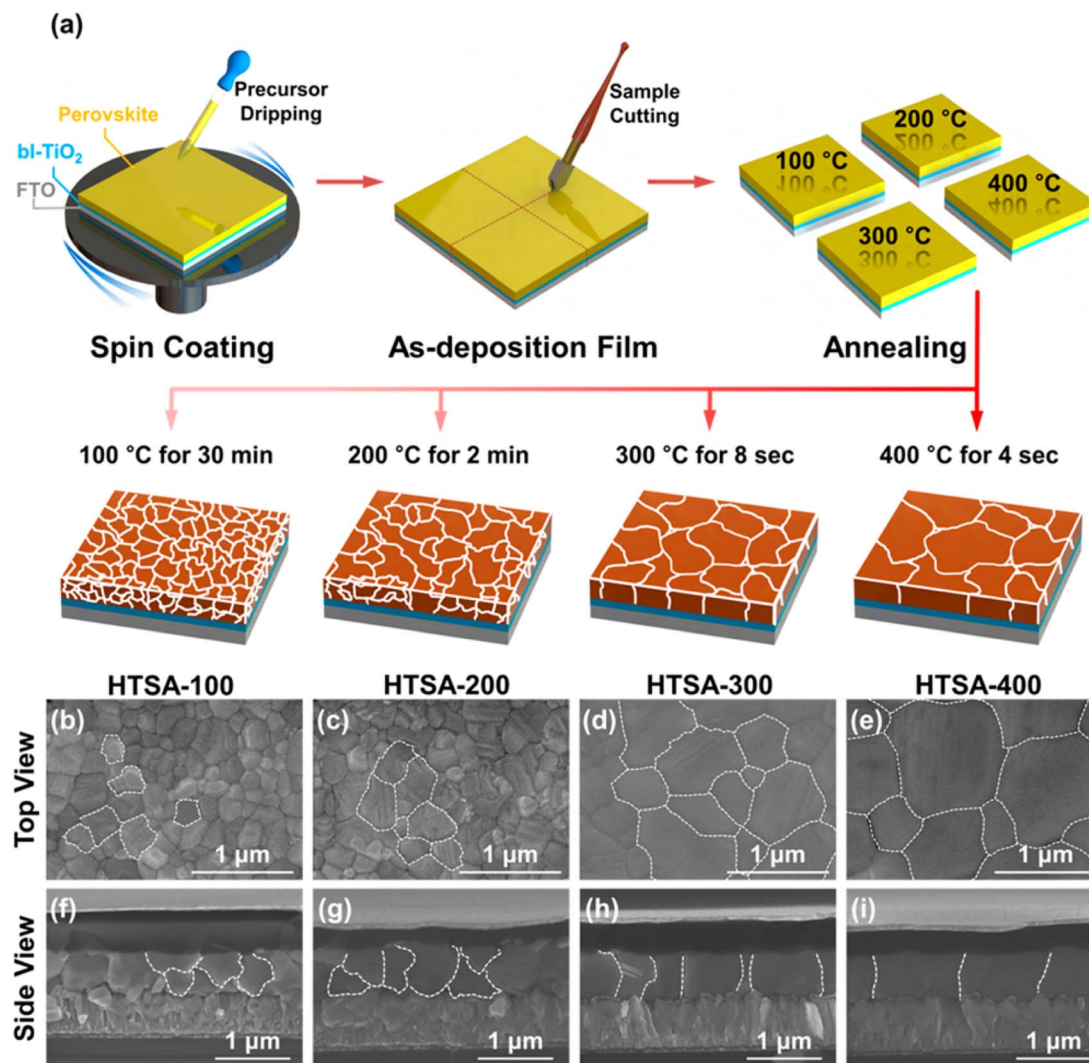 (a)
Precursor
Dripping
Perovskite
bl-TiO₂
FTO
Sample
Cutting
100 °C
200 °C
300 °C
400 °C
Spin Coating
As-deposition Film
Annealing
100 °C for 30 min
200 °C for 2 min
300 °C for 8 sec
400 °C for 4 sec
HTSA-100
HTSA-200
HTSA-300
HTSA-400
Top View
(b)
1 μm
(c)
1 μm
(d)
1 μm
(e)
1 μm
Side View
(f)
1 μm
(g)
1 μm
(h)
1 μm
(i)
1 μm